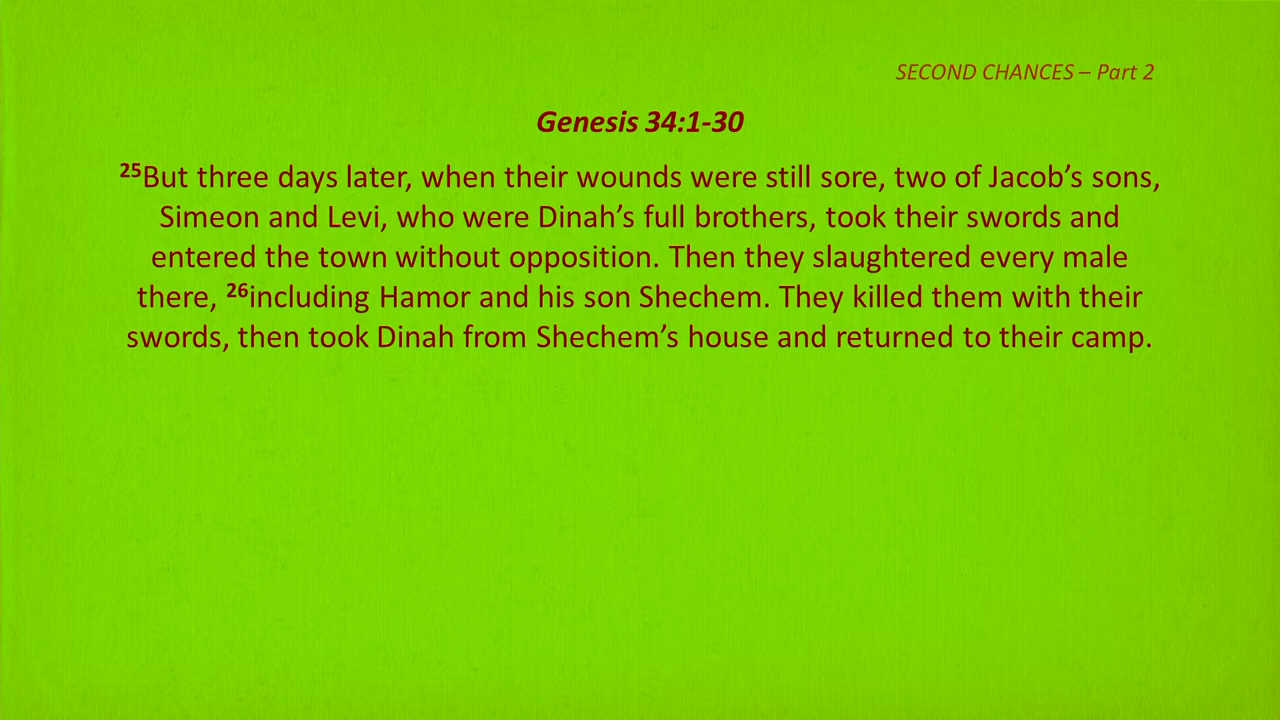 SECOND CHANCES – Part 2
Genesis 34:1-30
25But three days later, when their wounds were still sore, two of Jacob’s sons,
Simeon and Levi, who were Dinah’s full brothers, took their swords and
entered the town without opposition. Then they slaughtered every male
there, 26including Hamor and his son Shechem. They killed them with their
swords, then took Dinah from Shechem’s house and returned to their camp.